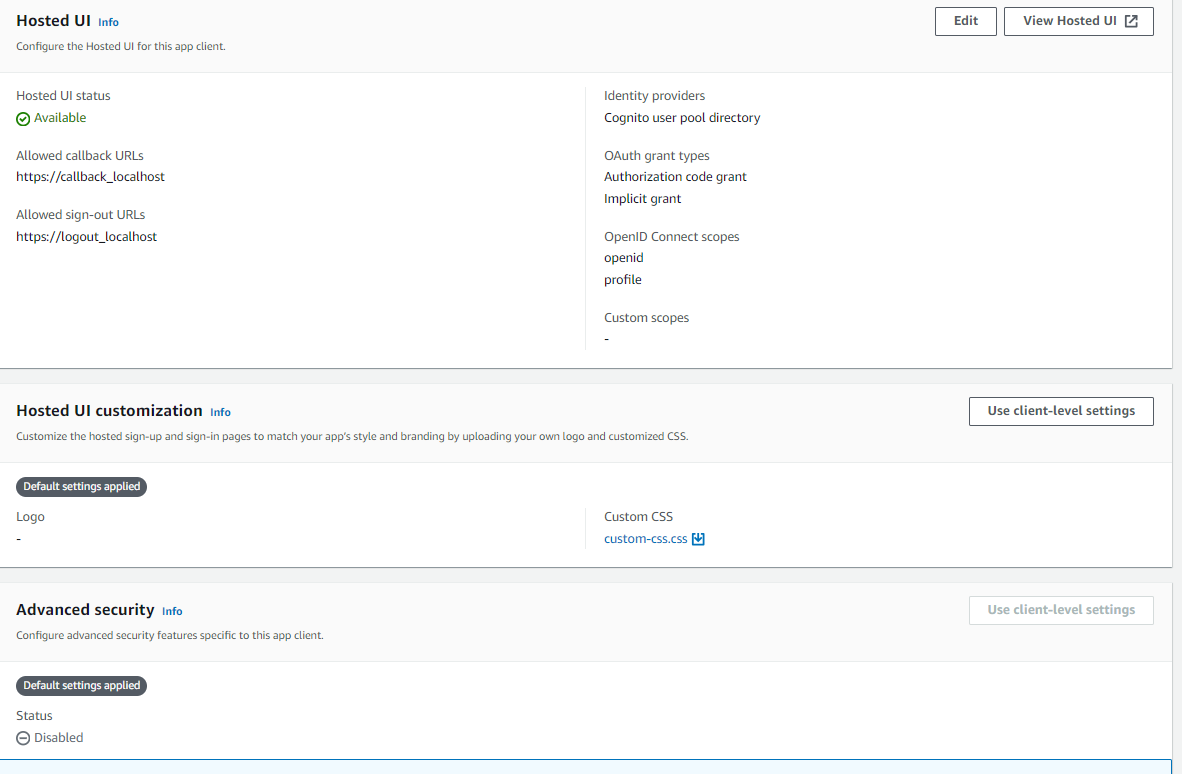 Hosted UI Info
Edit
View Hosted UI
Configure the Hosted UI for this app client.
Hosted UI status
Available
Allowed callback URLs
https://callback_localhost
Allowed sign-out URLs
https://logout_localhost
Identity providers
Cognito user pool directory
OAuth grant types
Authorization code grant
Implicit grant
OpenID Connect scopes
openid
profile
Custom scopes
-
Hosted UI customization Info
Use client-level settings
Customize the hosted sign-up and sign-in pages to match your app's style and branding by uploading your own logo and customized CSS.
Default settings applied
Logo
-
Custom CSS
custom-css.css
Advanced security Info
Use client-level settings
Configure advanced security features specific to this app client.
Default settings applied
Status
Disabled